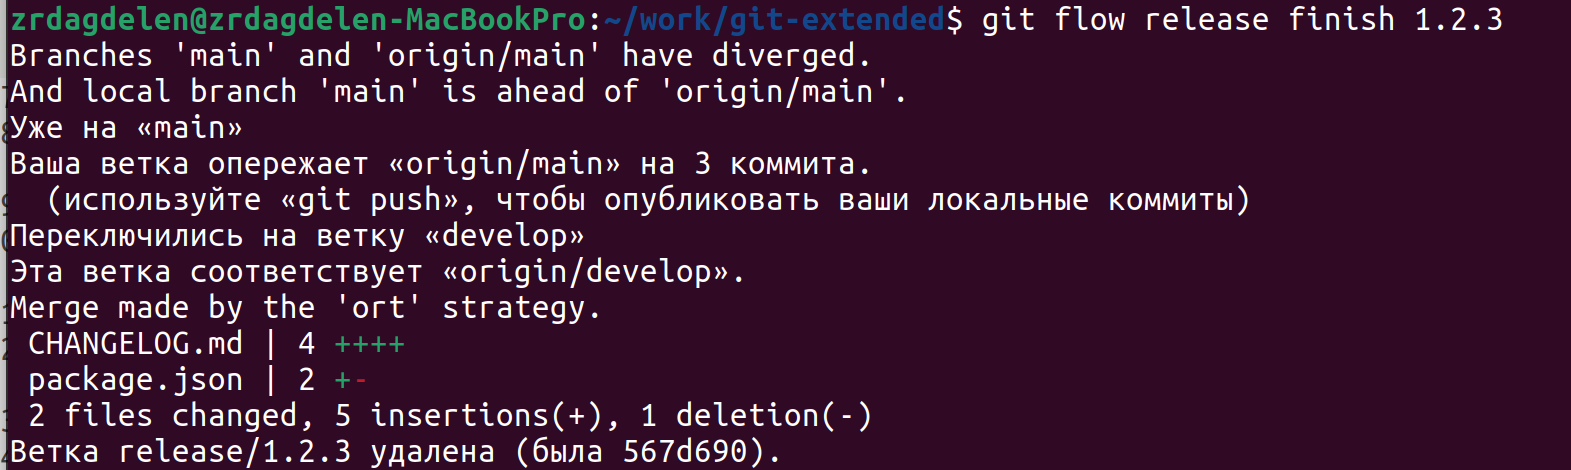 zrdagdelen@zrdagdelen-MacBookPro:~/work/git-extended$ git flow release finish 1.2.3
Branches 'main' and 'origin/main' have diverged.
And local branch 'main' is ahead of 'origin/main'.
Уже на «main»
Ваша ветка опережает «origin/main» на 3 коммита.
  (используйте «git push», чтобы опубликовать ваши локальные коммиты)
Переключились на ветку «develop»
Эта ветка соответствует «origin/develop».
Merge made by the 'ort' strategy.
 CHANGELOG.md | 4 ++++
 package.json | 2 +-
 2 files changed, 5 insertions(+), 1 deletion(-)
Ветка release/1.2.3 удалена (была 567d690).